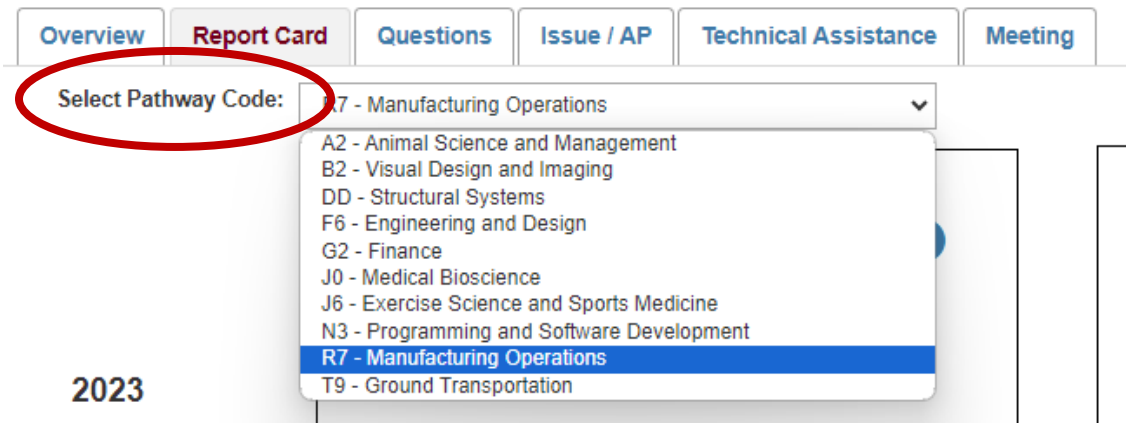 Overview Report Card Questions Issue / AP Technical Assistance Meeting
Select Pathway Code: R7 - Manufacturing Operations
A2 - Animal Science and Management
B2 - Visual Design and Imaging
DD - Structural Systems
F6 - Engineering and Design
G2 - Finance
J0 - Medical Bioscience
J6 - Exercise Science and Sports Medicine
N3 - Programming and Software Development
R7 - Manufacturing Operations
T9 - Ground Transportation
2023